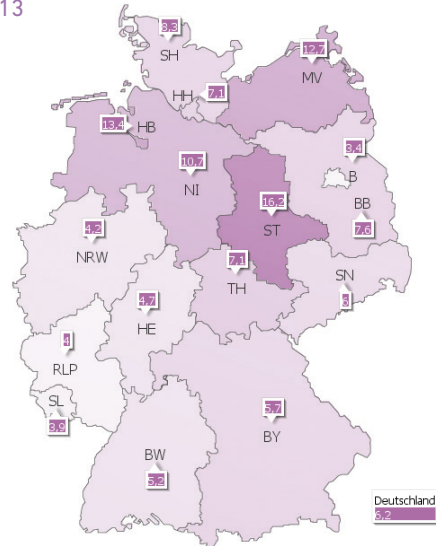 13
8,3
SH
12,7
MV
HH
7,1
13,4
HB
10,7
NI
3,4
B
BB
7,6
16,2
ST
4,2
NRW
7,1
TH
SN
6
4,7
HE
4
RLP
SL
3,9
5,7
BY
BW
5,2
Deutschland
6,2